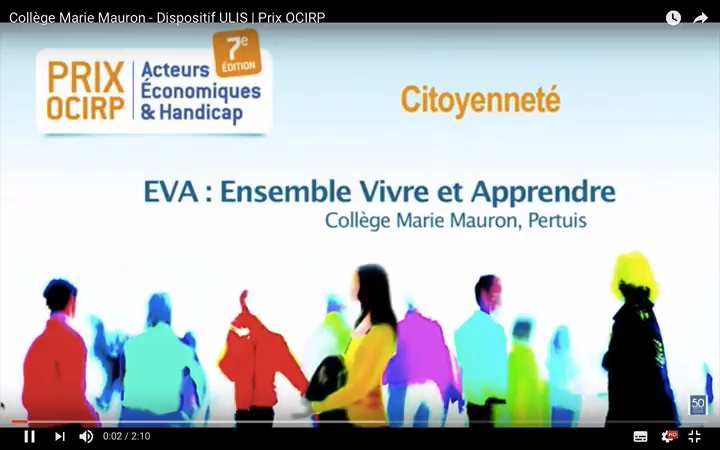 Collège Marie Mauron - Dispositif ULIS | Prix OCIRP
7e
ÉDITION
PRIX
OCIRP
Acteurs
Économiques
& Handicap
Citoyenneté
EVA : Ensemble Vivre et Apprendre
Collège Marie Mauron, Pertuis
50
0:02 / 2:10
HD